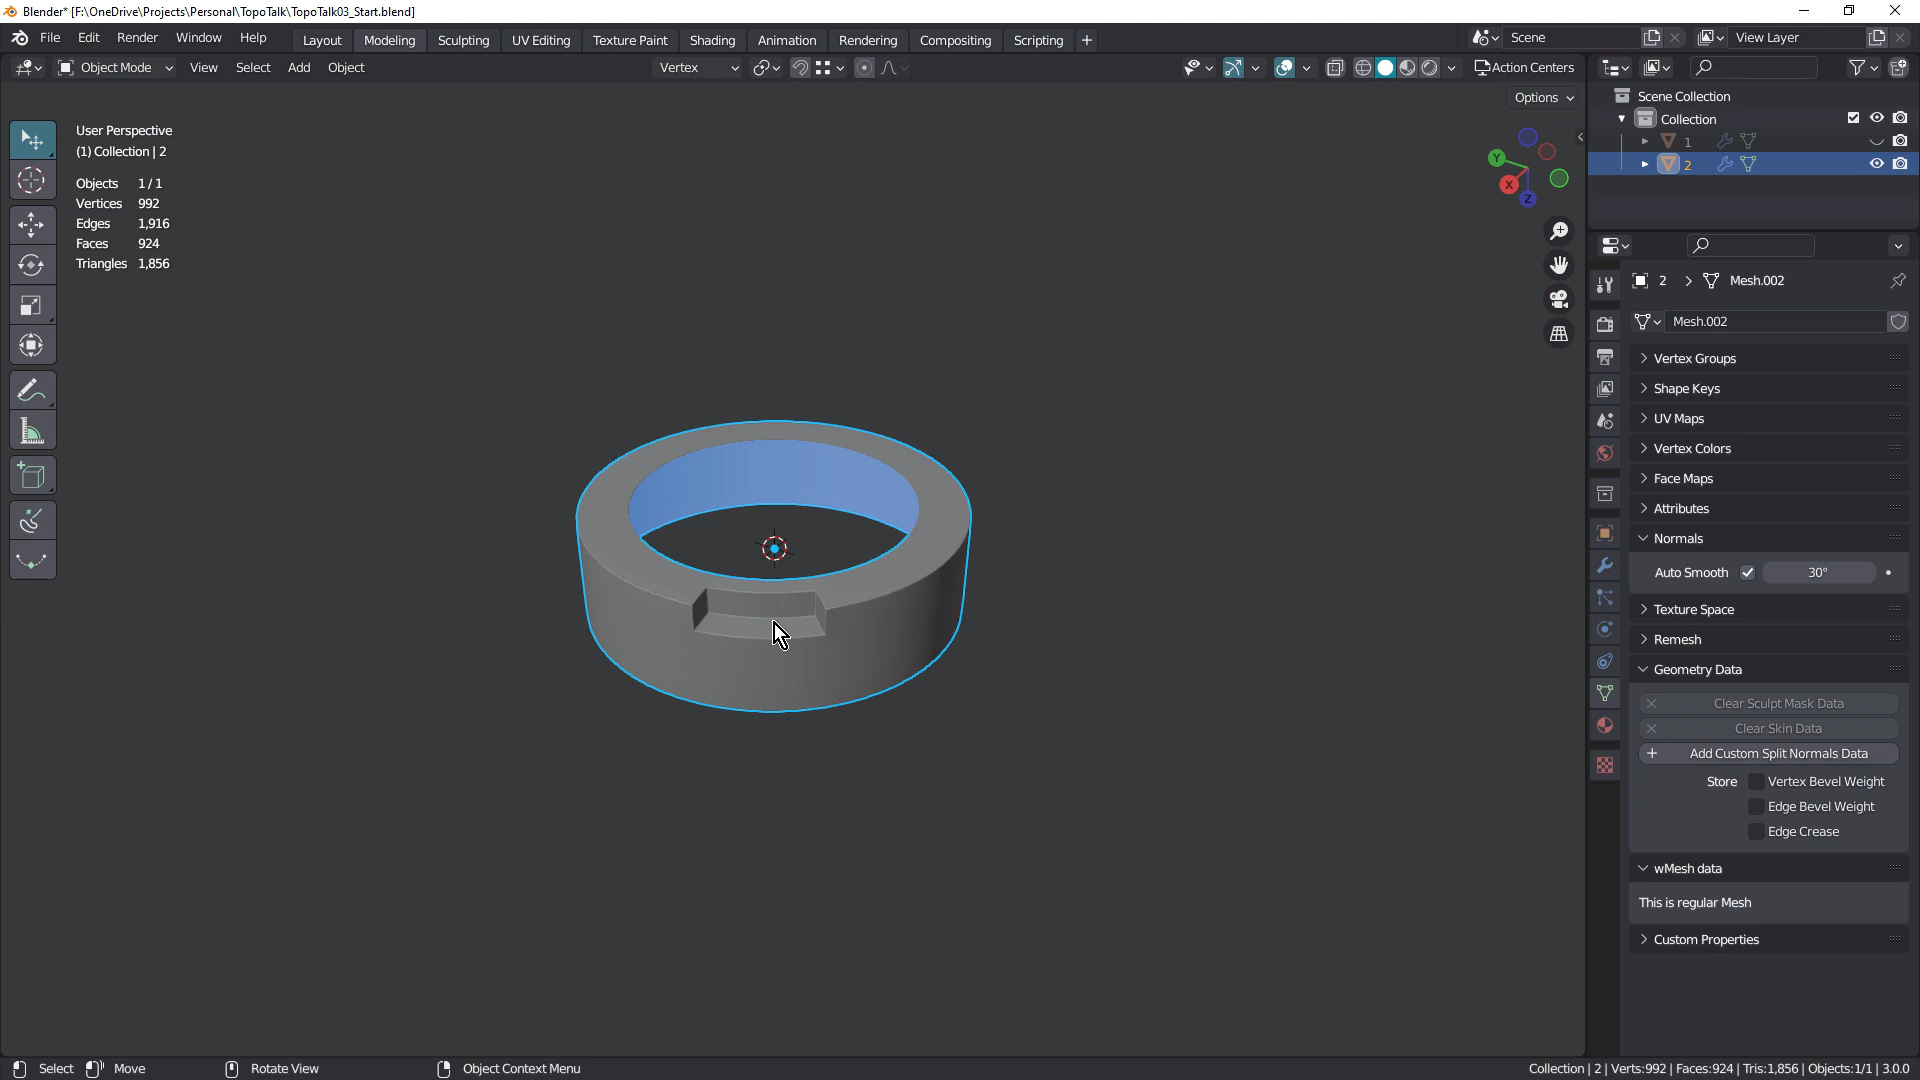 Blender* [F:\OneDrive\Projects\Personal\TopoTalk\TopoTalk03_Start.blend]
File Edit Render Window Help Layout Modeling Sculpting UV Editing Texture Paint Shading Animation Rendering Compositing Scripting + Scene View Layer
Object Mode View Select Add Object Vertex Action Centers
Options
Scene Collection
Collection
1
2
User Perspective
(1) Collection | 2
Objects 1/1
Vertices 992
Edges 1,916
Faces 924
Triangles 1,856
Y
X
Z
2 > Mesh.002
Mesh.002
Vertex Groups
Shape Keys
UV Maps
Vertex Colors
Face Maps
Attributes
Normals
Auto Smooth 30°
Texture Space
Remesh
Geometry Data
Clear Sculpt Mask Data
Clear Skin Data
Add Custom Split Normals Data
Store Vertex Bevel Weight
Edge Bevel Weight
Edge Crease
wMesh data
This is regular Mesh
Custom Properties
Select Move Rotate View Object Context Menu Collection | 2 | Verts:992 | Faces:924 | Tris:1,856 | Objects:1/1 | 3.0.0